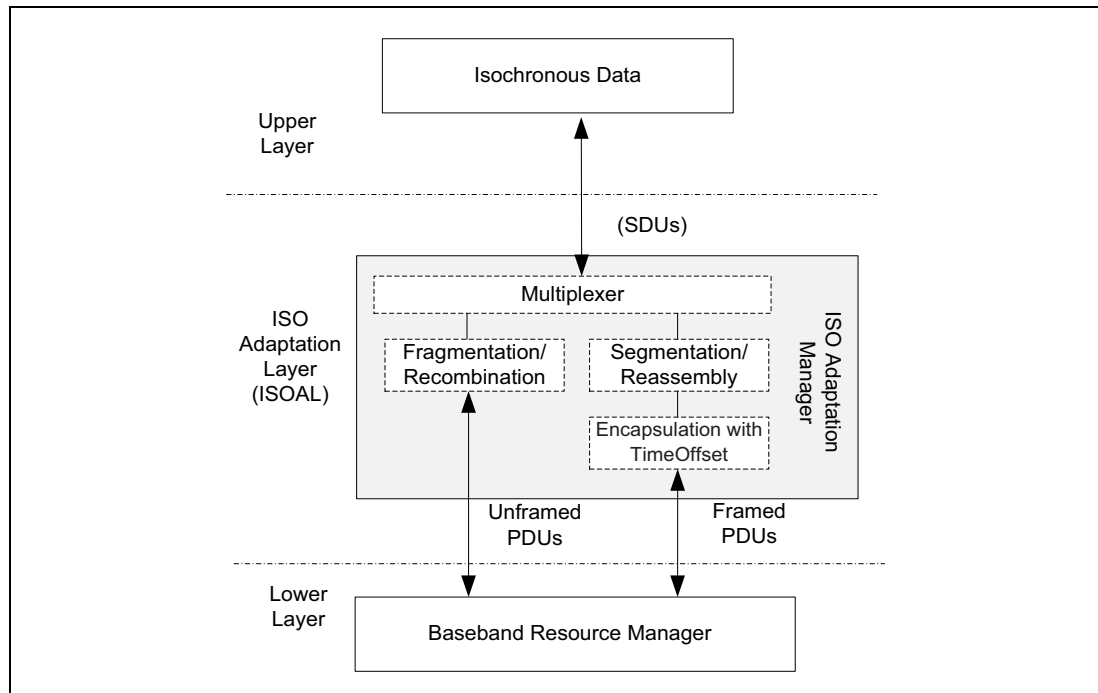 Isochronous Data
Upper
Layer
(SDUs)
Multiplexer
ISO
Adaptation
Layer
(ISOAL)
Fragmentation/
Recombination
Segmentation/
Reassembly
Encapsulation with
TimeOffset
ISO Adaptation
Manager
Unframed
PDUs
Framed
PDUs
Lower
Layer
Baseband Resource Manager